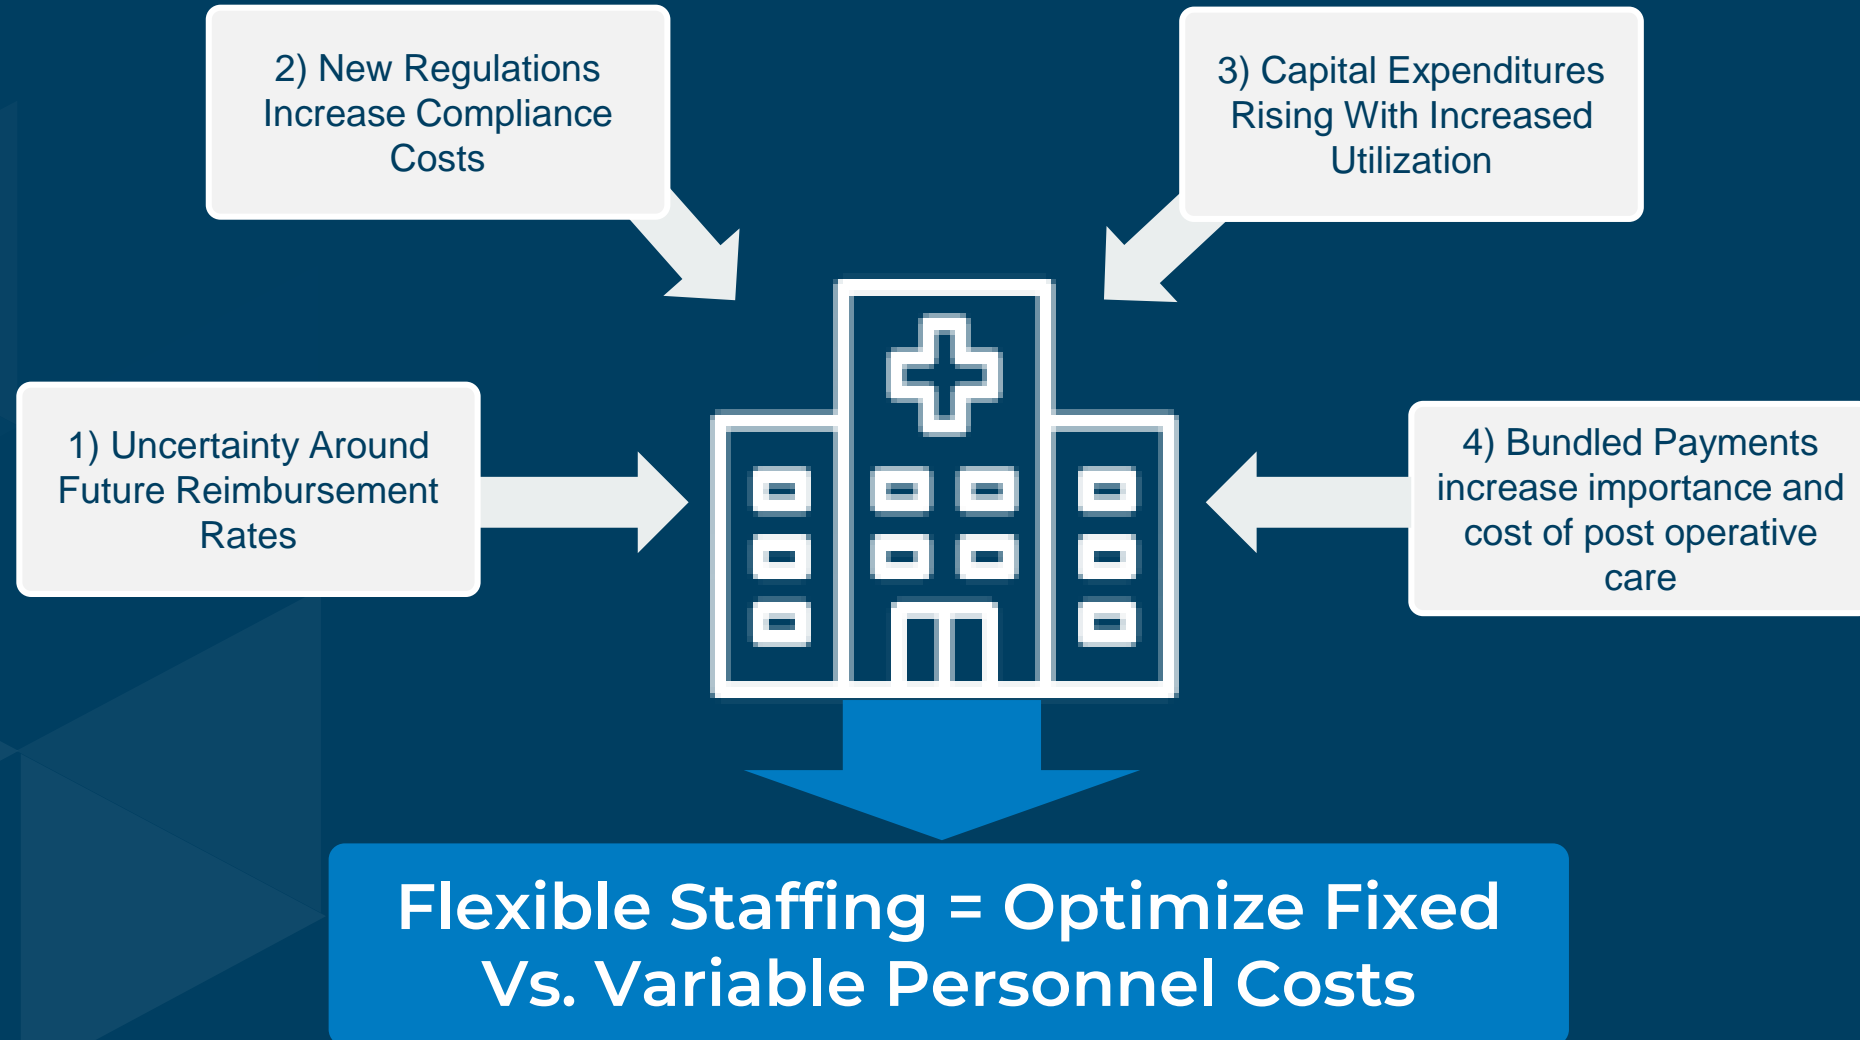 2) New Regulations
Increase Compliance
Costs
3) Capital Expenditures
Rising With Increased
Utilization
1) Uncertainty Around
Future Reimbursement
Rates
4) Bundled Payments
increase importance and
cost of post operative
care
Flexible Staffing = Optimize Fixed
Vs. Variable Personnel Costs